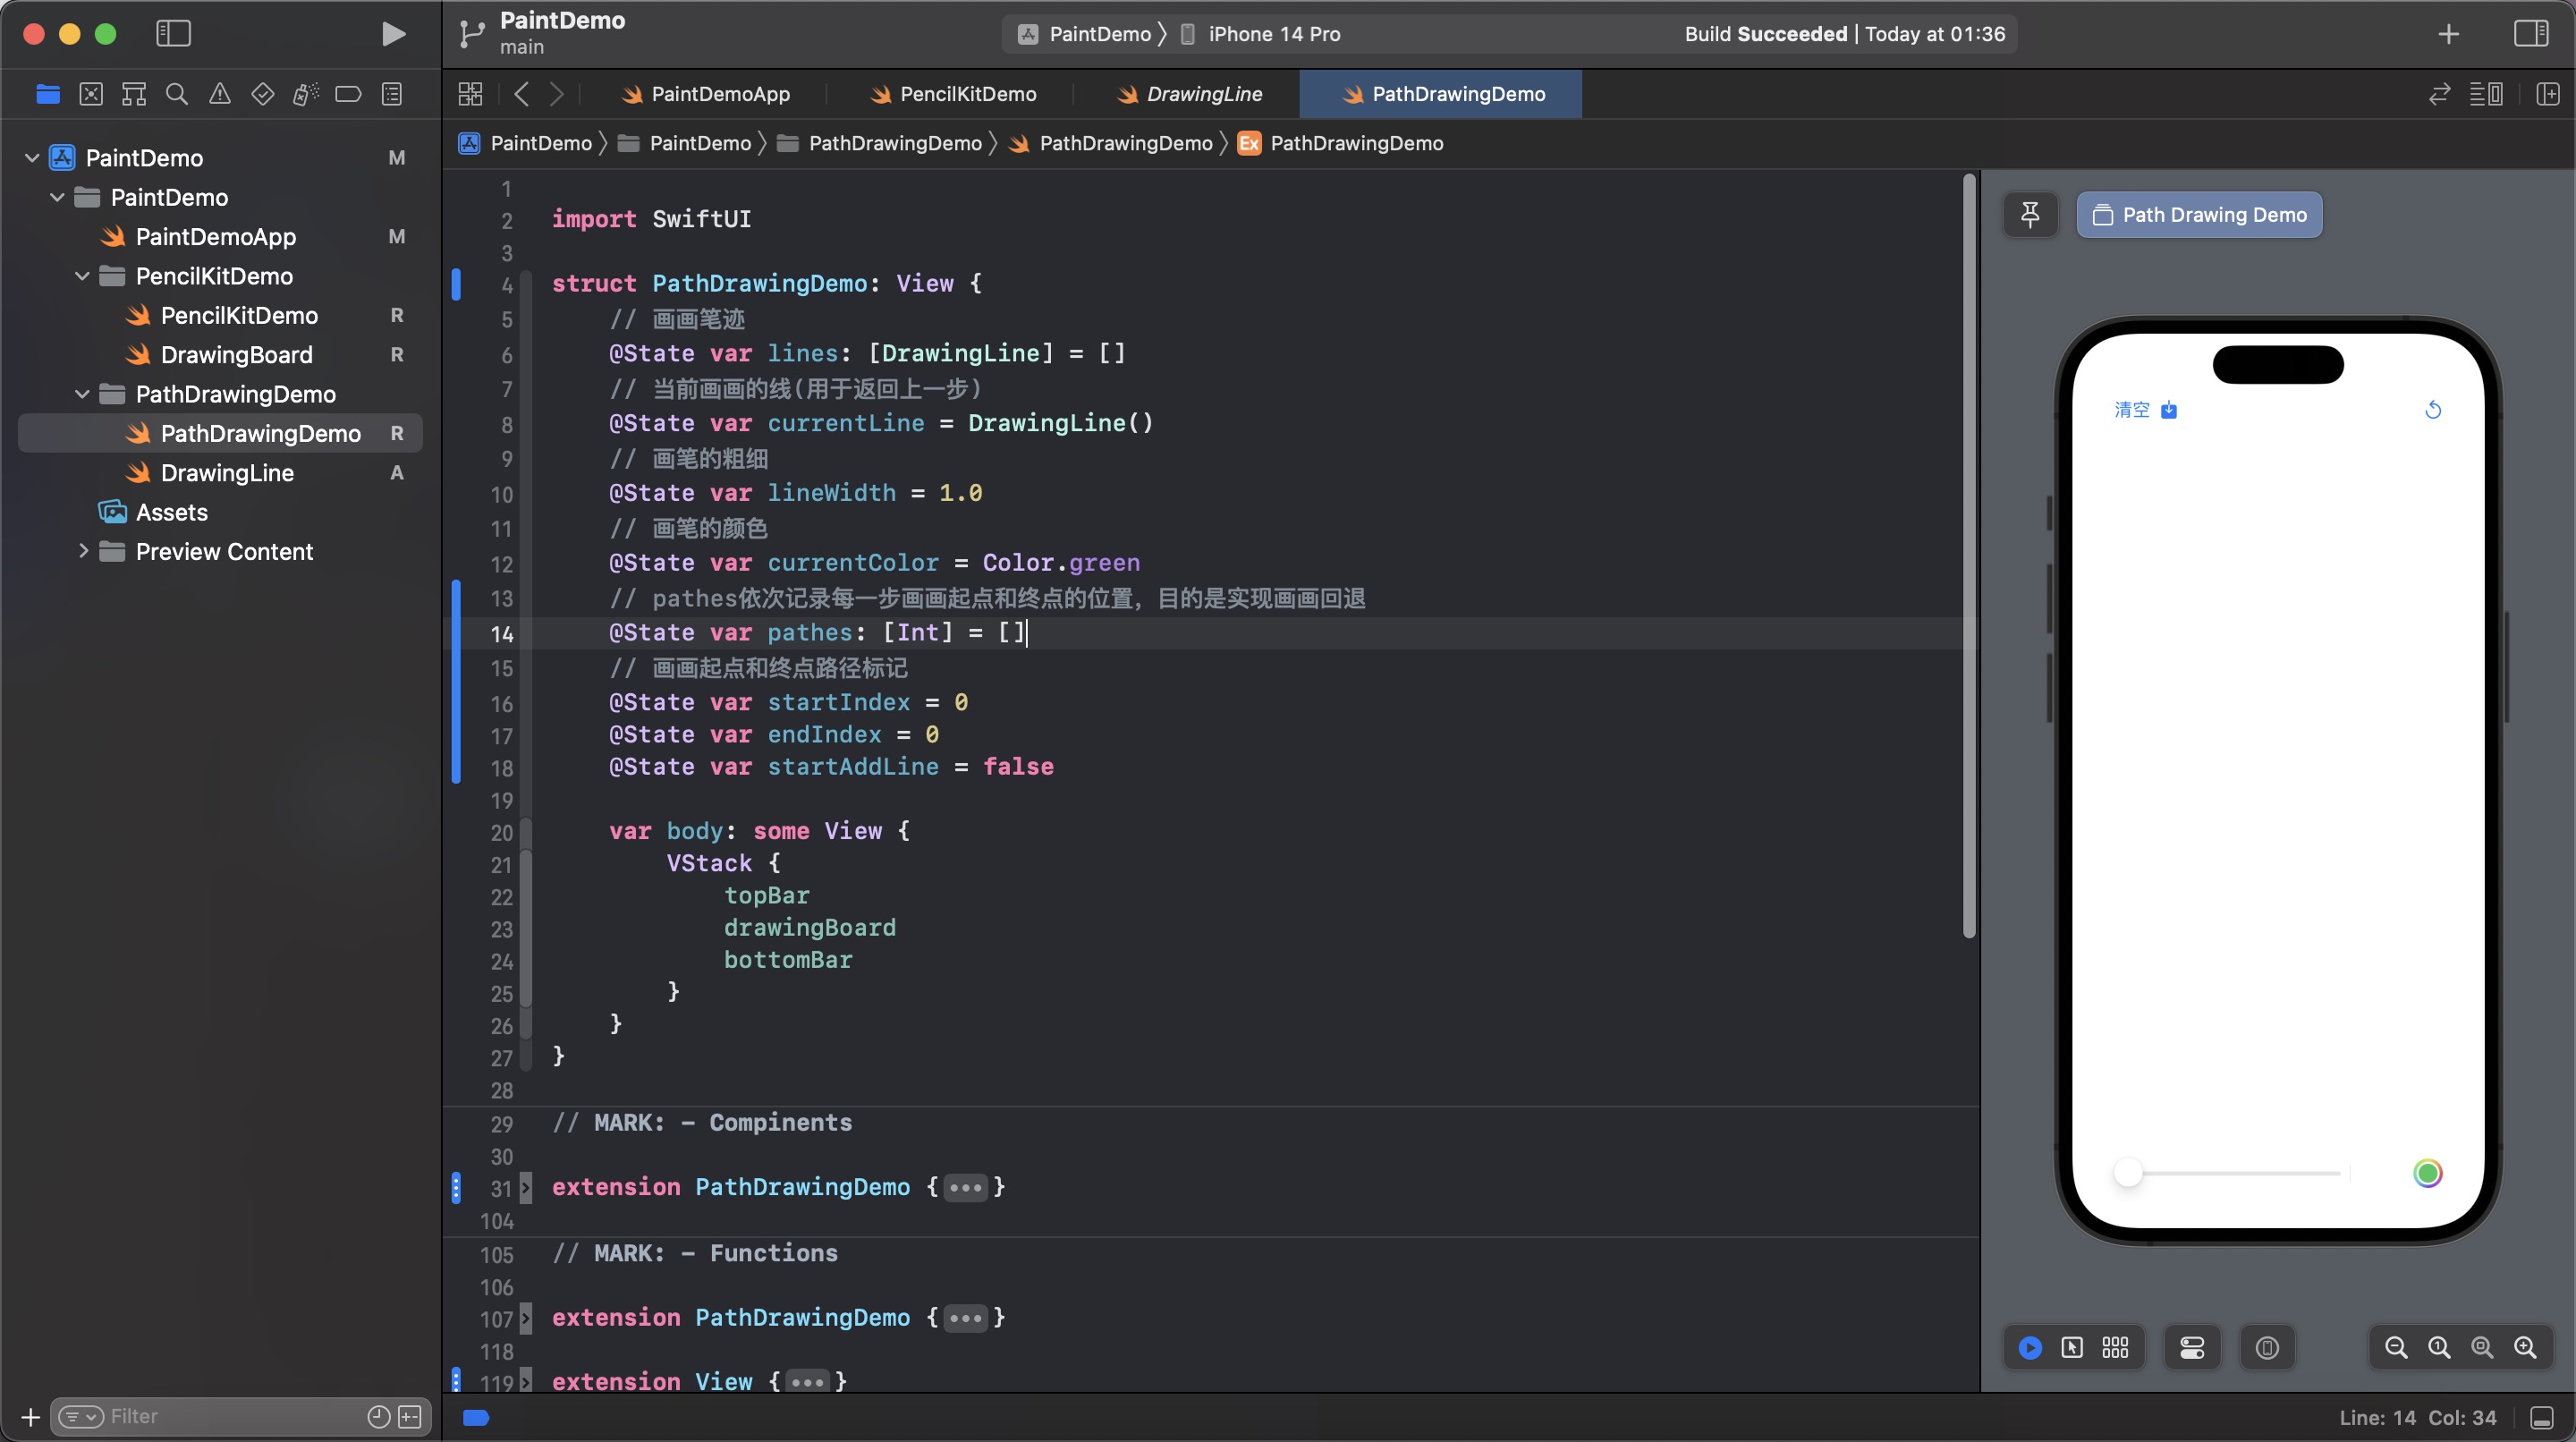 PaintDemo
main
PaintDemo 〉 iPhone 14 Pro
Build Succeeded | Today at 01:36
PaintDemoApp
PencilKitDemo
DrawingLine
PathDrawingDemo
PaintDemo 〉 PaintDemo 〉 PathDrawingDemo 〉 PathDrawingDemo 〉 Ex PathDrawingDemo
PaintDemo M
PaintDemo
PaintDemoApp M
PencilKitDemo
PencilKitDemo R
DrawingBoard R
PathDrawingDemo
PathDrawingDemo R
DrawingLine A
Assets
Preview Content
Filter
1
2 import SwiftUI
3
4 struct PathDrawingDemo: View {
5 // 画画笔迹
6 @State var lines: [DrawingLine] = []
7 // 当前画画的线(用于返回上一步)
8 @State var currentLine = DrawingLine()
9 // 画笔的粗细
10 @State var lineWidth = 1.0
11 // 画笔的颜色
12 @State var currentColor = Color.green
13 // pathes依次记录每一步画画起点和终点的位置，目的是实现画画回退
14 @State var pathes: [Int] = []
15 // 画画起点和终点路径标记
16 @State var startIndex = 0
17 @State var endIndex = 0
18 @State var startAddLine = false
19
20 var body: some View {
21 VStack {
22 topBar
23 drawingBoard
24 bottomBar
25 }
26 }
27 }
28
29 // MARK: - Compinents
30
31 extension PathDrawingDemo {•••}
104
105 // MARK: - Functions
106
107 extension PathDrawingDemo {•••}
118
119 extension View {•••}
Path Drawing Demo
清空
Line: 14 Col: 34